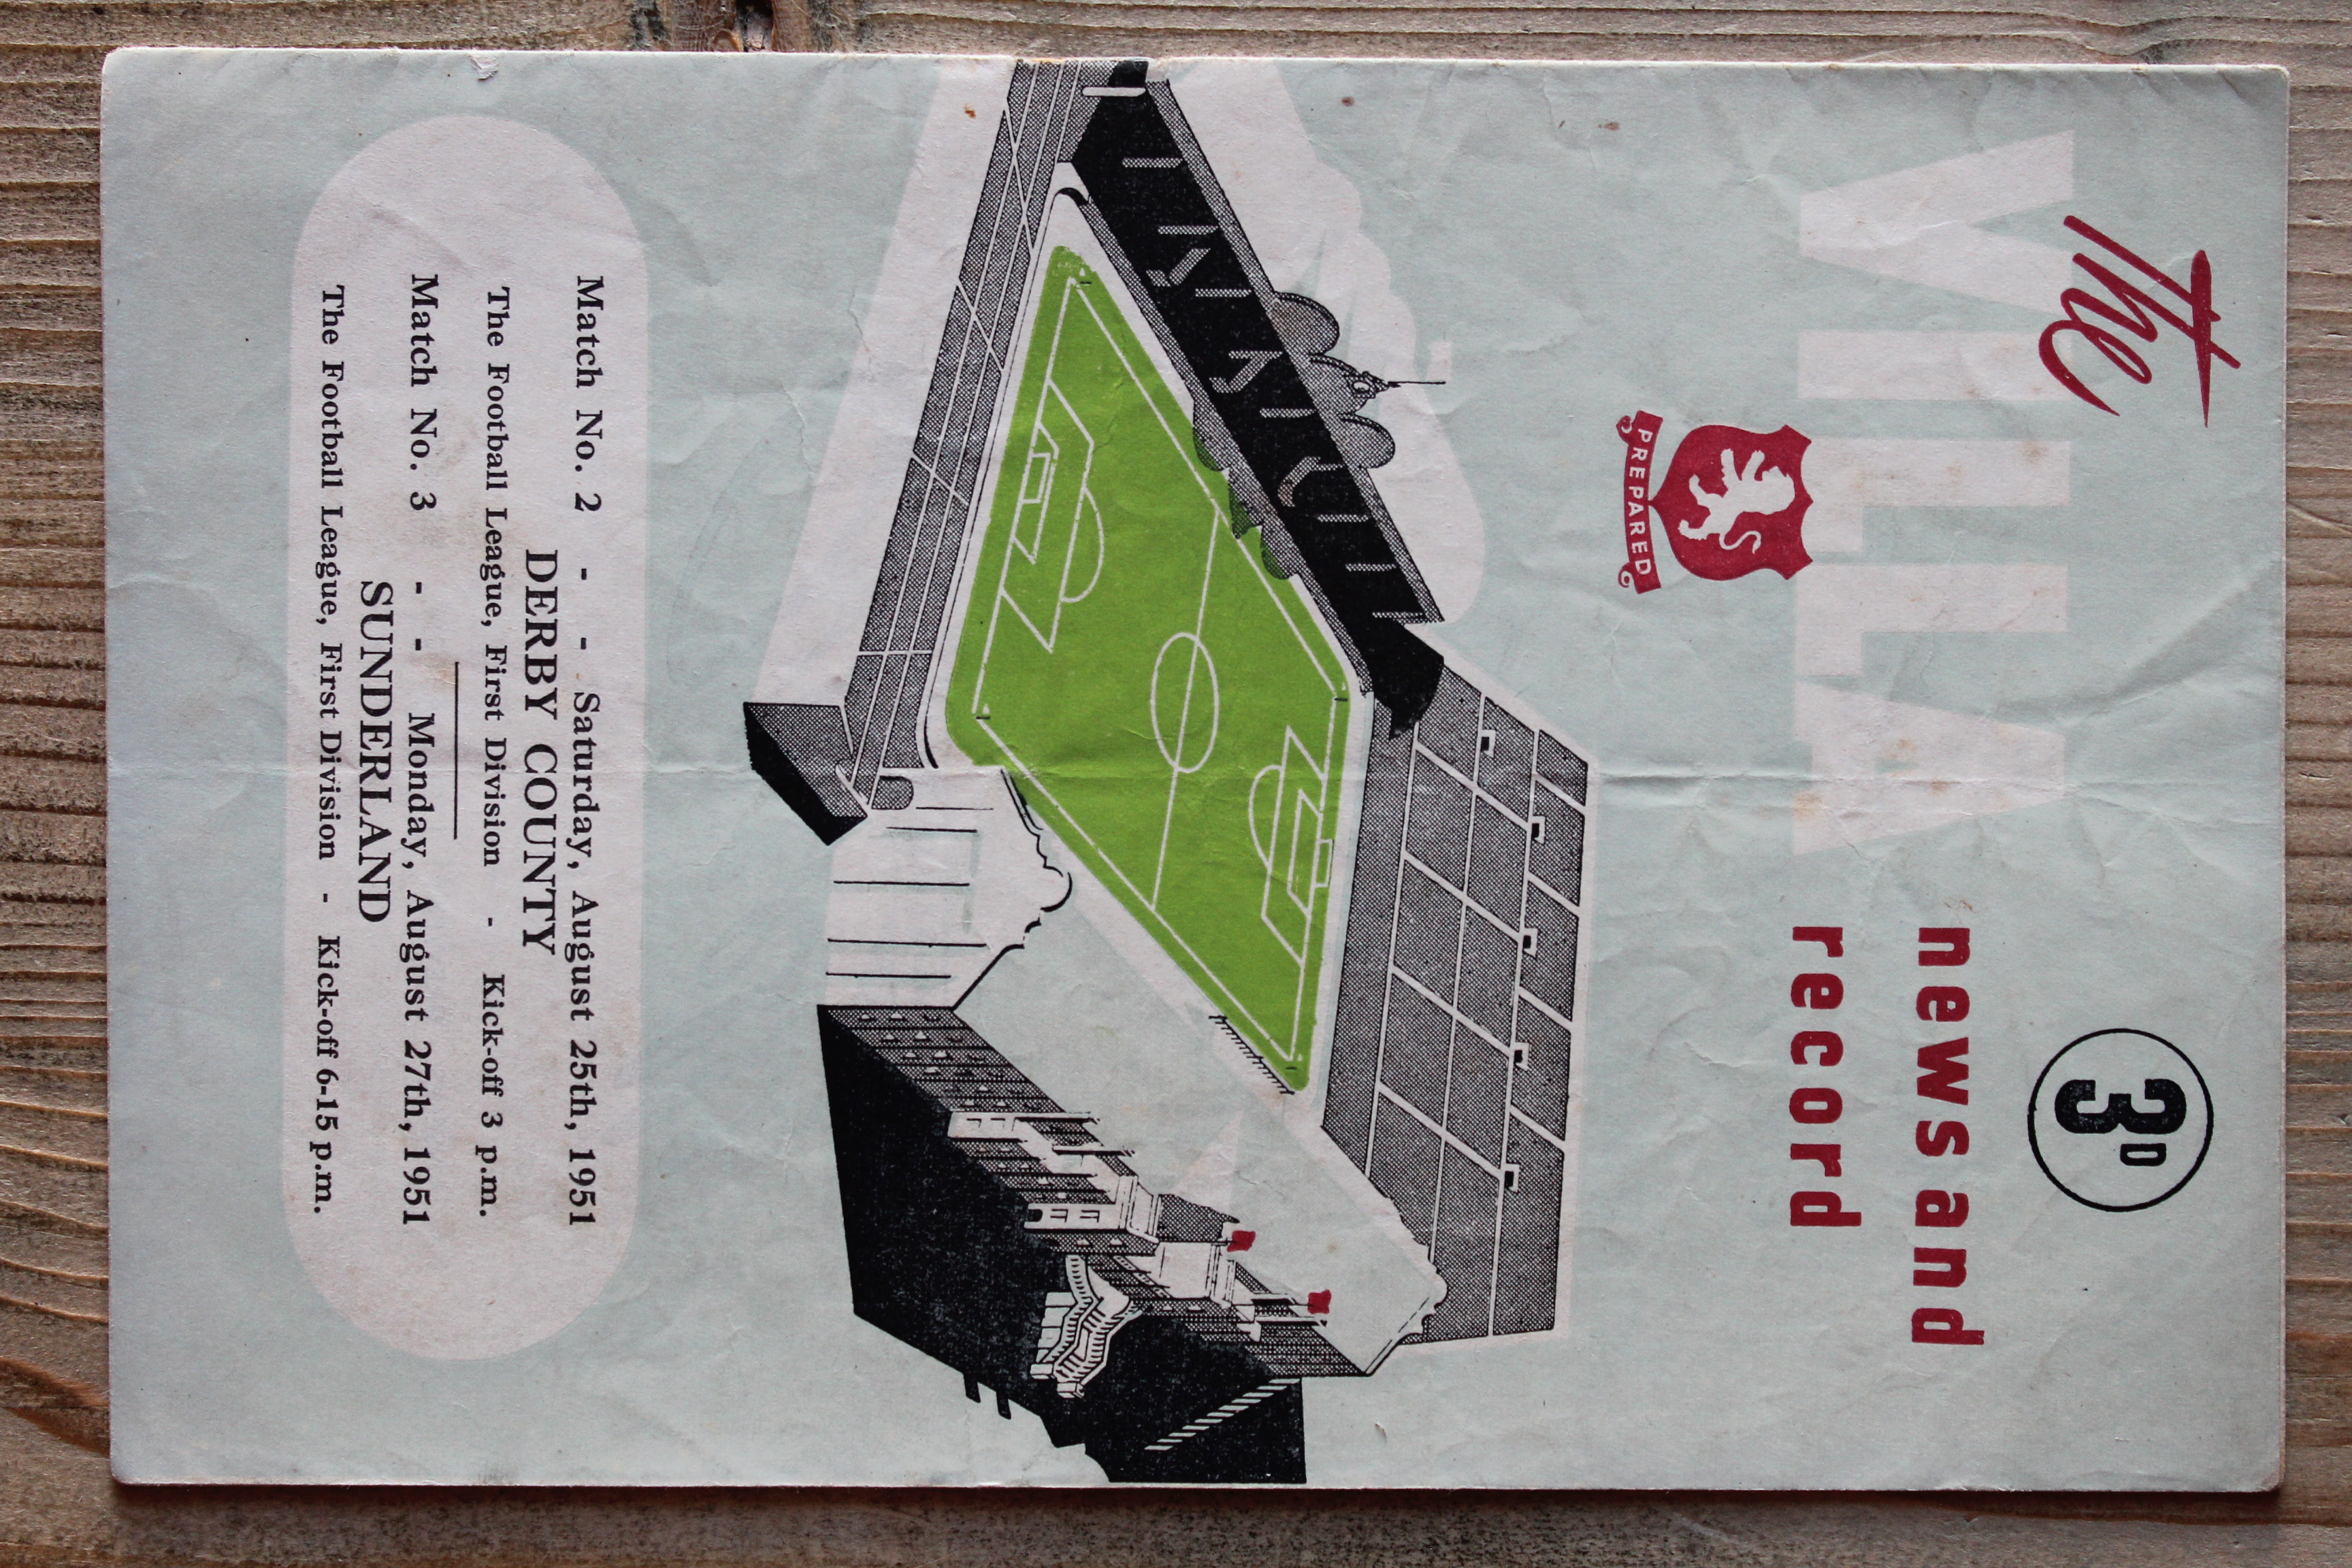 The
3D
VILLA
news and
record
PREPARED
Match No. 2 - - Saturday, August 25th, 1951
DERBY COUNTY
The Football League, First Division - Kick-off 3 p.m.
Match No. 3 - - Monday, August 27th, 1951
SUNDERLAND
The Football League, First Division - Kick-off 6-15 p.m.